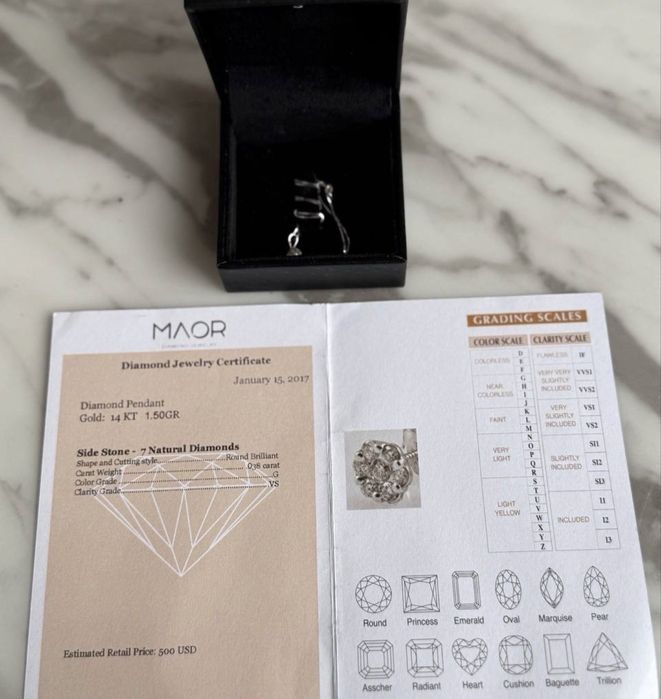 MAOR
Diamond Jewelry Certificate
January 15, 2017
Diamond Pendant
Gold: 14 KT 1.50GR
Side Stone - 7 Natural Diamonds
Shape and Cutting style...Round Brilliant
Carat Weight...038 carat
Color Grade...G
Clarity Grade...VS
Estimated Retail Price: 500 USD
GRADING SCALES
COLOR SCALE
COLORLESS
D
E
F
NEAR COLORLESS
G
H
I
J
FAINT
K
L
M
VERY LIGHT
N
O
P
Q
R
LIGHT YELLOW
S
T
U
V
W
X
Y
Z
CLARITY SCALE
FLAWLESS
IF
VERY VERY
SLIGHTLY
INCLUDED
VVS1
VVS2
VERY
SLIGHTLY
INCLUDED
VS1
VS2
SLIGHTLY
INCLUDED
SI1
SI2
SI3
INCLUDED
I1
I2
I3
Round Princess Emerald Oval Marquise Pear
Asscher Radiant Heart Cushion Baguette Trillion